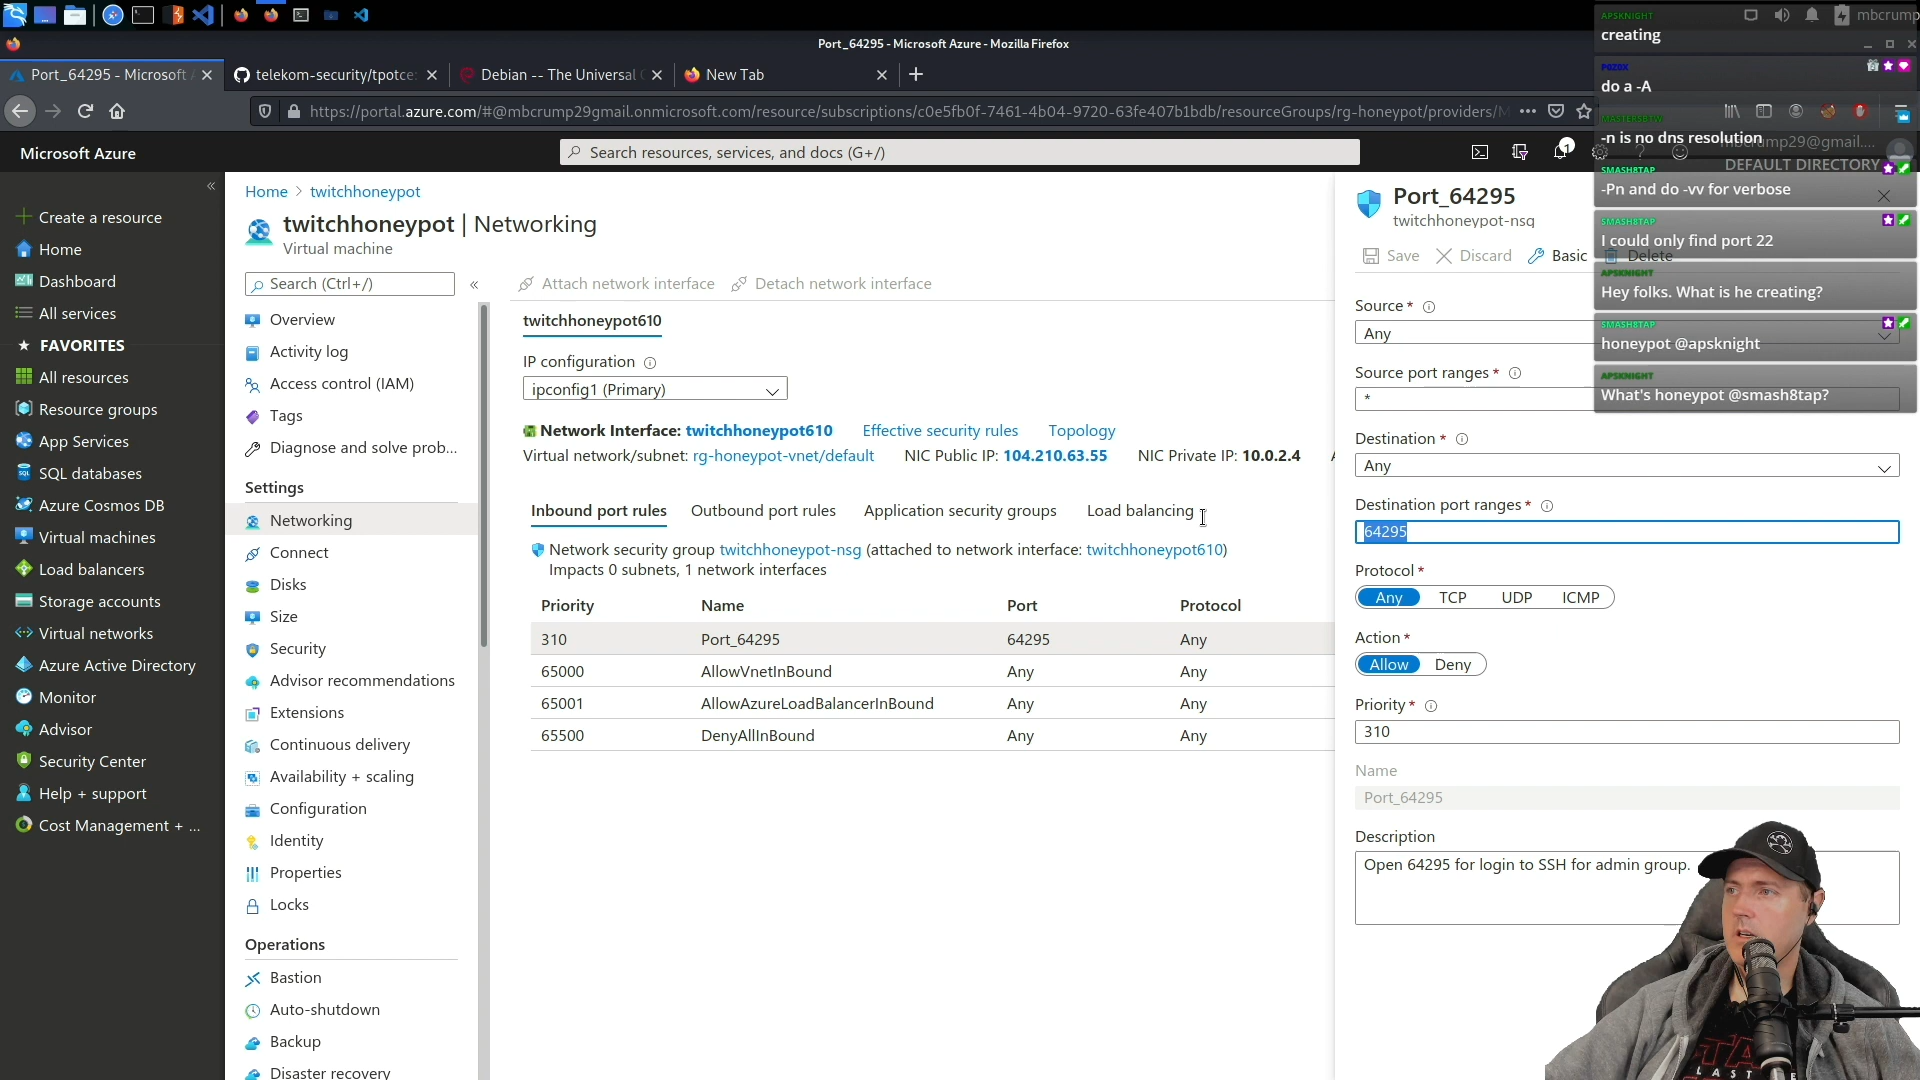 Port_64295 - Microsoft Azure - Mozilla Firefox
mbcrump
Port_64295 - Microsoft A
telekom-security/tpotce:
Debian -- The Universal O
New Tab
https://portal.azure.com/#@mbcrump29gmail.onmicrosoft.com/resource/subscriptions/c0e5fb0f-7461-4b04-9720-63fe407b1bdb/resourceGroups/rg-honeypot/providers/M
Microsoft Azure
Search resources, services, and docs (G+/)
1
mbcrump29@gmail....
DEFAULT DIRECTORY
Create a resource
Home
Dashboard
All services
FAVORITES
All resources
Resource groups
App Services
SQL databases
Azure Cosmos DB
Virtual machines
Load balancers
Storage accounts
Virtual networks
Azure Active Directory
Monitor
Advisor
Security Center
Help + support
Cost Management + ...
Home > twitchhoneypot
twitchhoneypot | Networking
Virtual machine
Search (Ctrl+/)
Overview
Activity log
Access control (IAM)
Tags
Diagnose and solve prob...
Settings
Networking
Connect
Disks
Size
Security
Advisor recommendations
Extensions
Continuous delivery
Availability + scaling
Configuration
Identity
Properties
Locks
Operations
Bastion
Auto-shutdown
Backup
Disaster recovery
Attach network interface
Detach network interface
twitchhoneypot610
IP configuration
ipconfig1 (Primary)
Network Interface: twitchhoneypot610
Effective security rules
Topology
Virtual network/subnet: rg-honeypot-vnet/default
NIC Public IP: 104.210.63.55
NIC Private IP: 10.0.2.4
Inbound port rules
Outbound port rules
Application security groups
Load balancing
Network security group twitchhoneypot-nsg (attached to network interface: twitchhoneypot610)
Impacts 0 subnets, 1 network interfaces
Priority Name Port Protocol
310 Port_64295 64295 Any
65000 AllowVnetInBound Any Any
65001 AllowAzureLoadBalancerInBound Any Any
65500 DenyAllInBound Any Any
Port_64295
twitchhoneypot-nsg
Save
Discard
Basic
Delete
Source *
Any
Source port ranges *
*
Destination *
Any
Destination port ranges *
64295
Protocol *
Any TCP UDP ICMP
Action *
Allow Deny
Priority *
310
Name
Port_64295
Description
Open 64295 for login to SSH for admin group.
APSKNIGHT
creating
do a -A
-n is no dns resolution
SMASH8TAP
-Pn and do -vv for verbose
SMASH8TAP
I could only find port 22
APSKNIGHT
Hey folks. What is he creating?
SMASH8TAP
honeypot @apsknight
APSKNIGHT
What's honeypot @smash8tap?
LAST